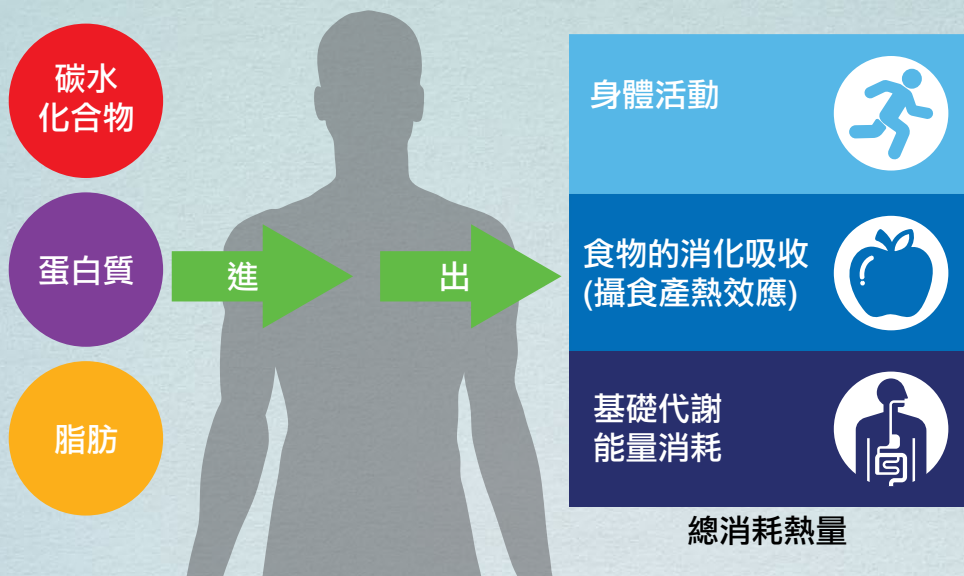 碳水
化合物
蛋白質
脂肪
進
出
身體活動
食物的消化吸收
(攝食產熱效應)
基礎代謝
能量消耗
總消耗熱量